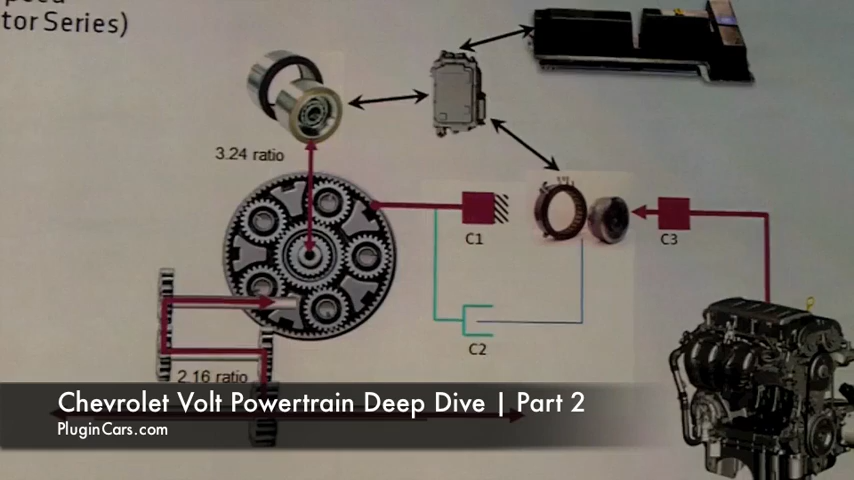 tor Series)
3.24 ratio
C1
C3
C2
2.16 ratio
Chevrolet Volt Powertrain Deep Dive | Part 2
PluginCars.com